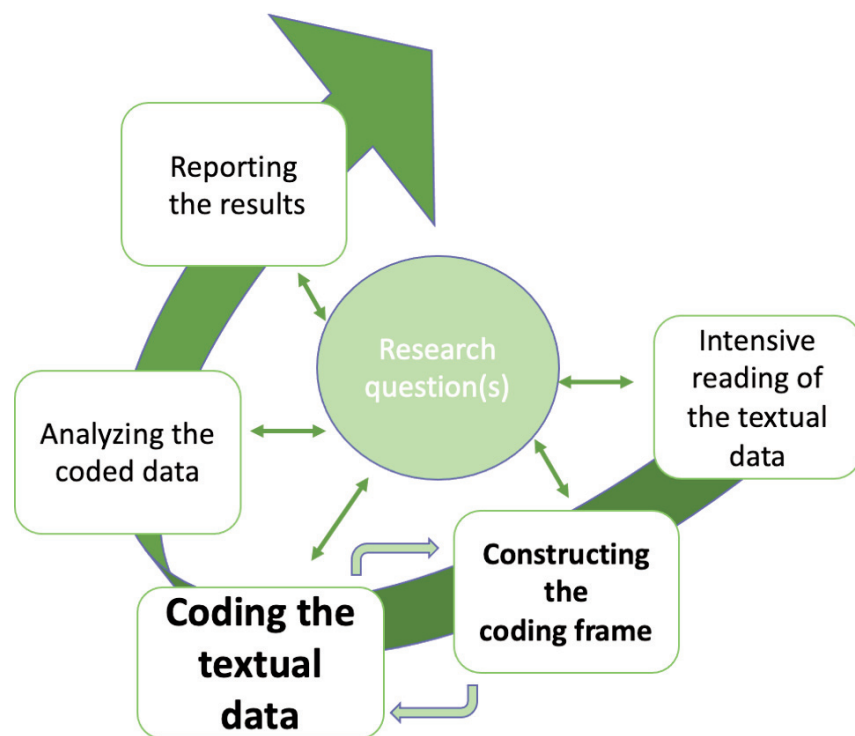 Reporting
the results
Research
question(s)
Intensive
reading of
the textual
data
Analyzing the
coded data
Constructing
the
coding frame
Coding the
textual
data